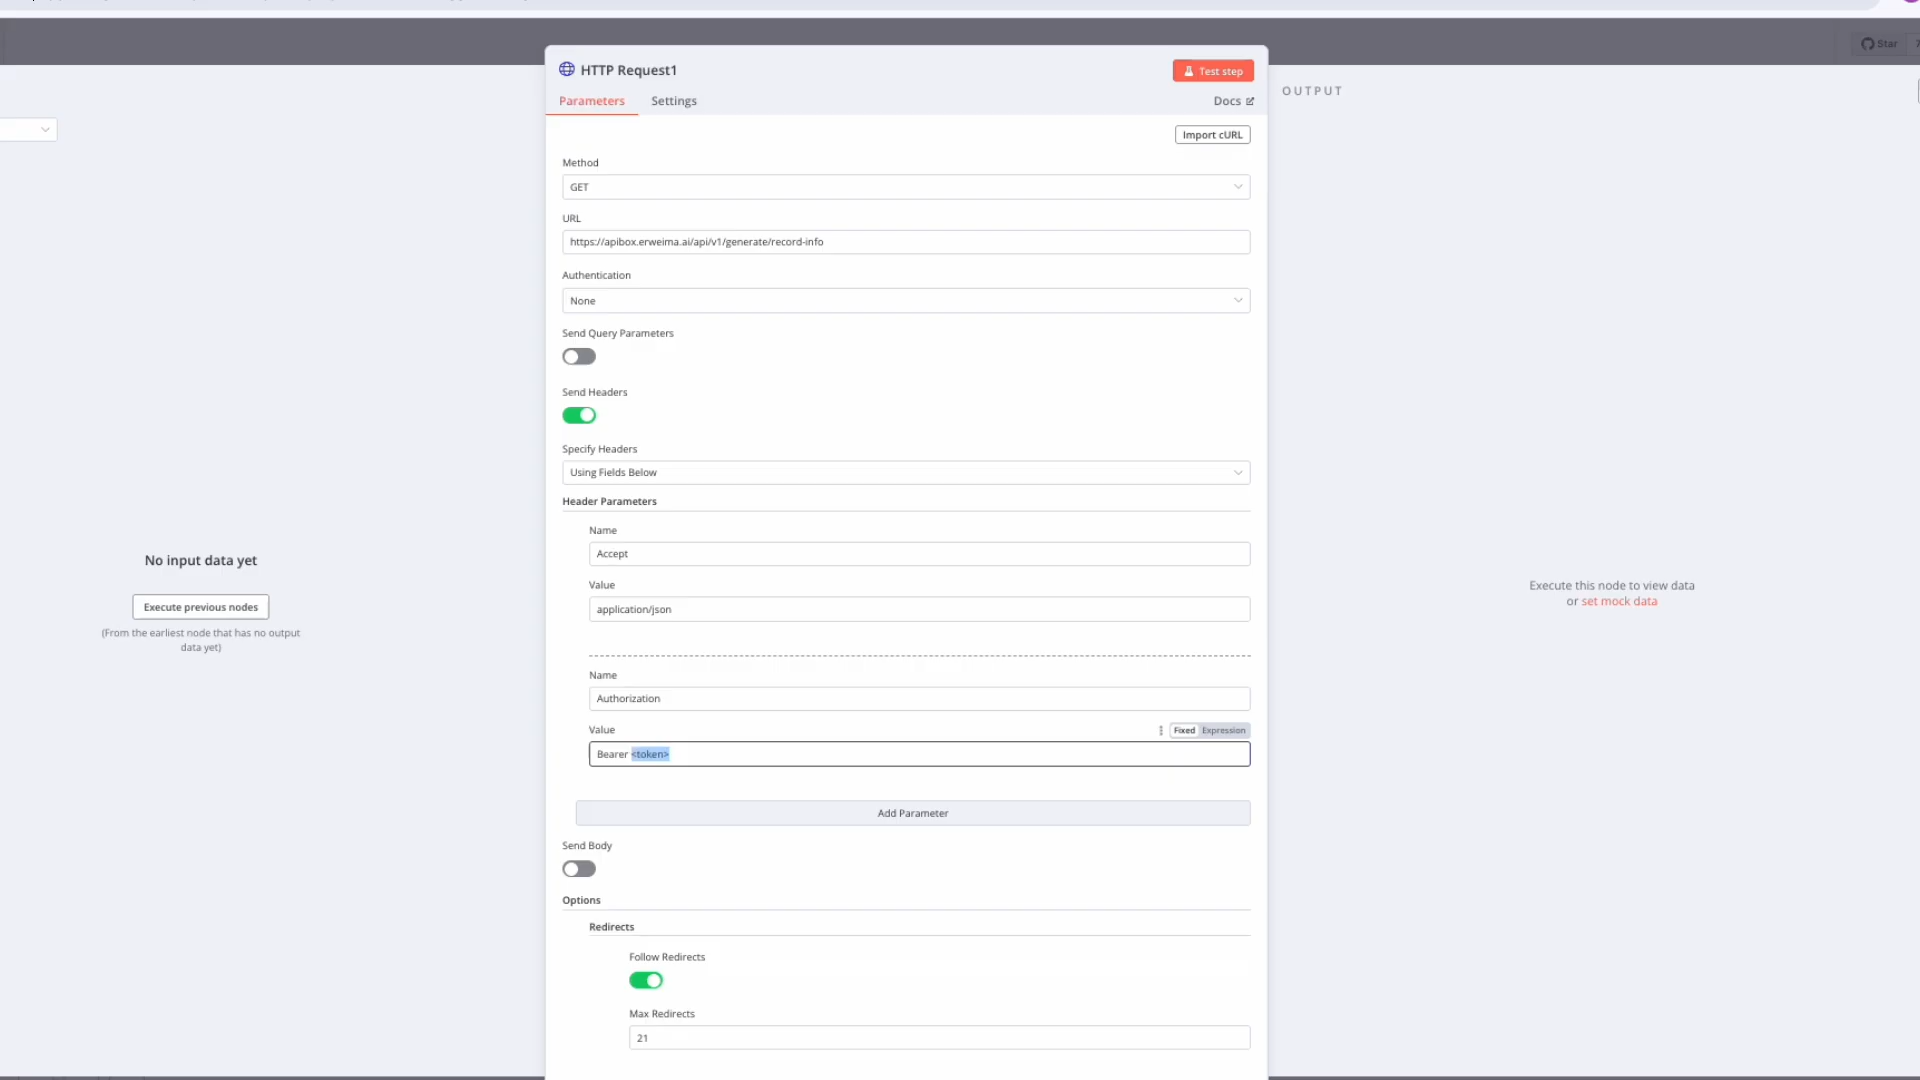 Star
HTTP Request1
Test step
Parameters
Settings
Docs
OUTPUT
Import cURL
Method
GET
URL
https://apibox.erweima.ai/api/v1/generate/record-info
Authentication
None
Send Query Parameters
Send Headers
Specify Headers
Using Fields Below
Header Parameters
Name
Accept
Value
application/json
Name
Authorization
Value
Fixed
Expression
Bearer <token>
Add Parameter
Send Body
Options
Redirects
Follow Redirects
Max Redirects
21
No input data yet
Execute previous nodes
(From the earliest node that has no output
data yet)
Execute this node to view data
or set mock data